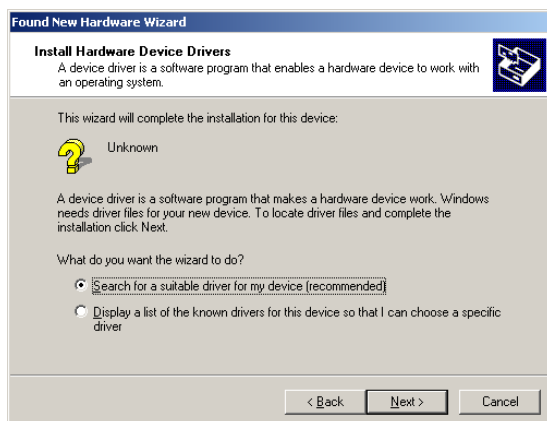 Found New Hardware Wizard
Install Hardware Device Drivers
A device driver is a software program that enables a hardware device to work with
an operating system.
This wizard will complete the installation for this device:
Unknown
A device driver is a software program that makes a hardware device work. Windows
needs driver files for your new device. To locate driver files and complete the
installation click Next.
What do you want the wizard to do?
Search for a suitable driver for my device (recommended)
Display a list of the known drivers for this device so that I can choose a specific
driver
< Back Next > Cancel